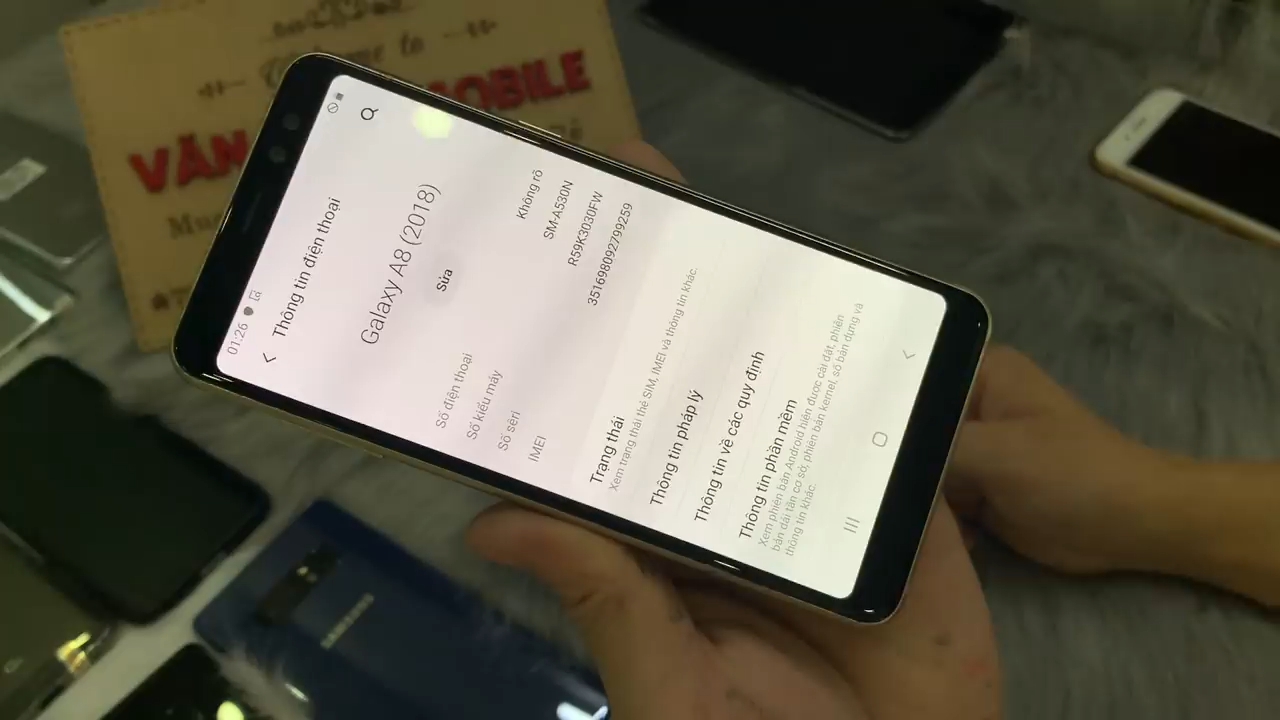 Welcome to
VĂN
MOBILE
01:26
Thông tin điện thoại
Galaxy A8 (2018)
Sửa
Số điện thoại Không rõ
Số kiểu máy SM-A530N
Số sêri R59K3030FW
IMEI 351698092799259
Trạng thái
Xem trạng thái thẻ SIM, IMEI và thông tin khác.
Thông tin pháp lý
Thông tin về các quy định
Thông tin phần mềm
Xem phiên bản Android hiện được cài đặt, phiên
bản dải tần cơ sở, phiên bản kernel, số bản dựng và
thông tin khác.
SAMSUNG